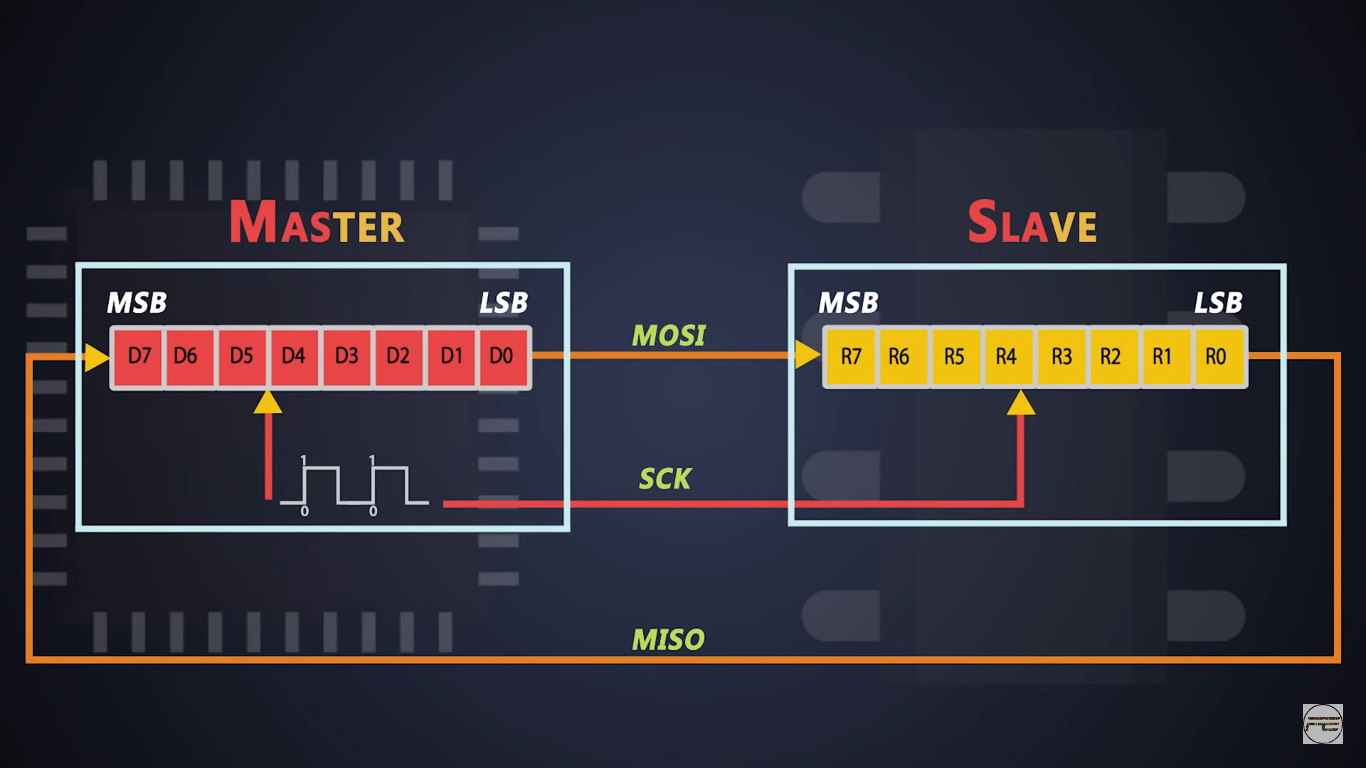 MASTER
SLAVE
MSB
LSB
MSB
LSB
MOSI
D7 D6 D5 D4 D3 D2 D1 D0
R7 R6 R5 R4 R3 R2 R1 R0
1 1
0 0
SCK
MISO